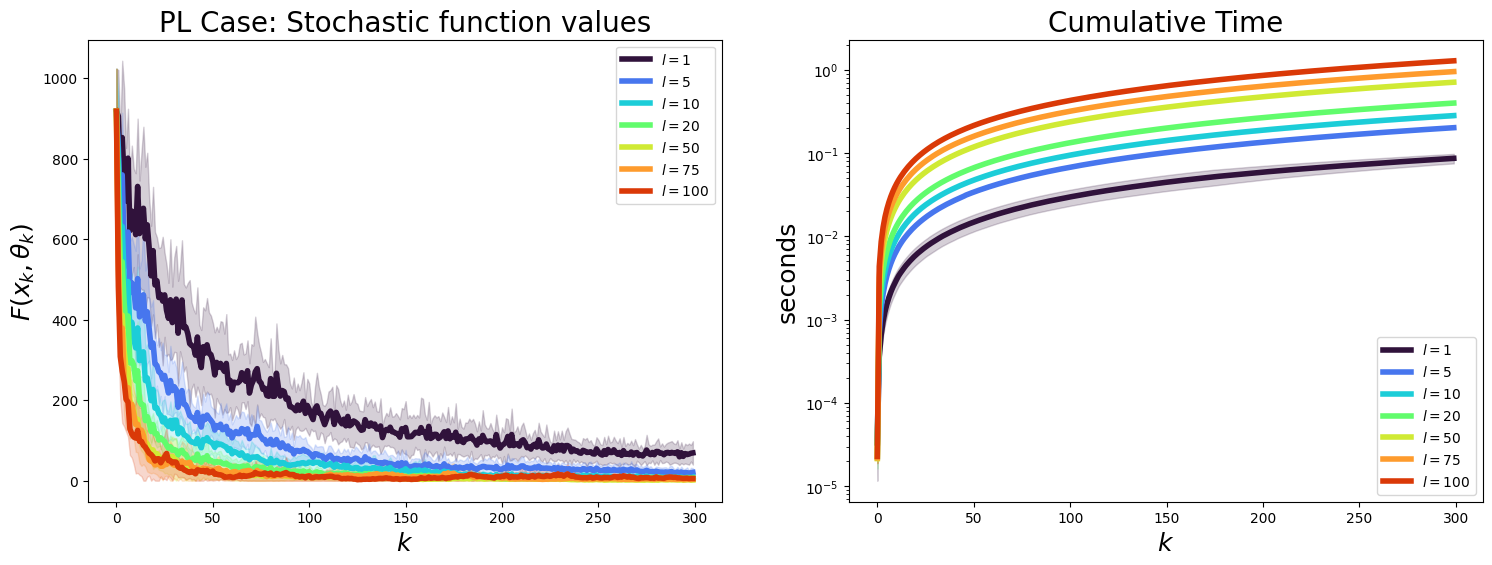 PL Case: Stochastic function values
F(x_k, θ_k)
1000
800
600
400
200
0
0 50 100 150 200 250 300
k
l = 1
l = 5
l = 10
l = 20
l = 50
l = 75
l = 100
Cumulative Time
seconds
10^0
10^−1
10^−2
10^−3
10^−4
10^−5
0 50 100 150 200 250 300
k
l = 1
l = 5
l = 10
l = 20
l = 50
l = 75
l = 100